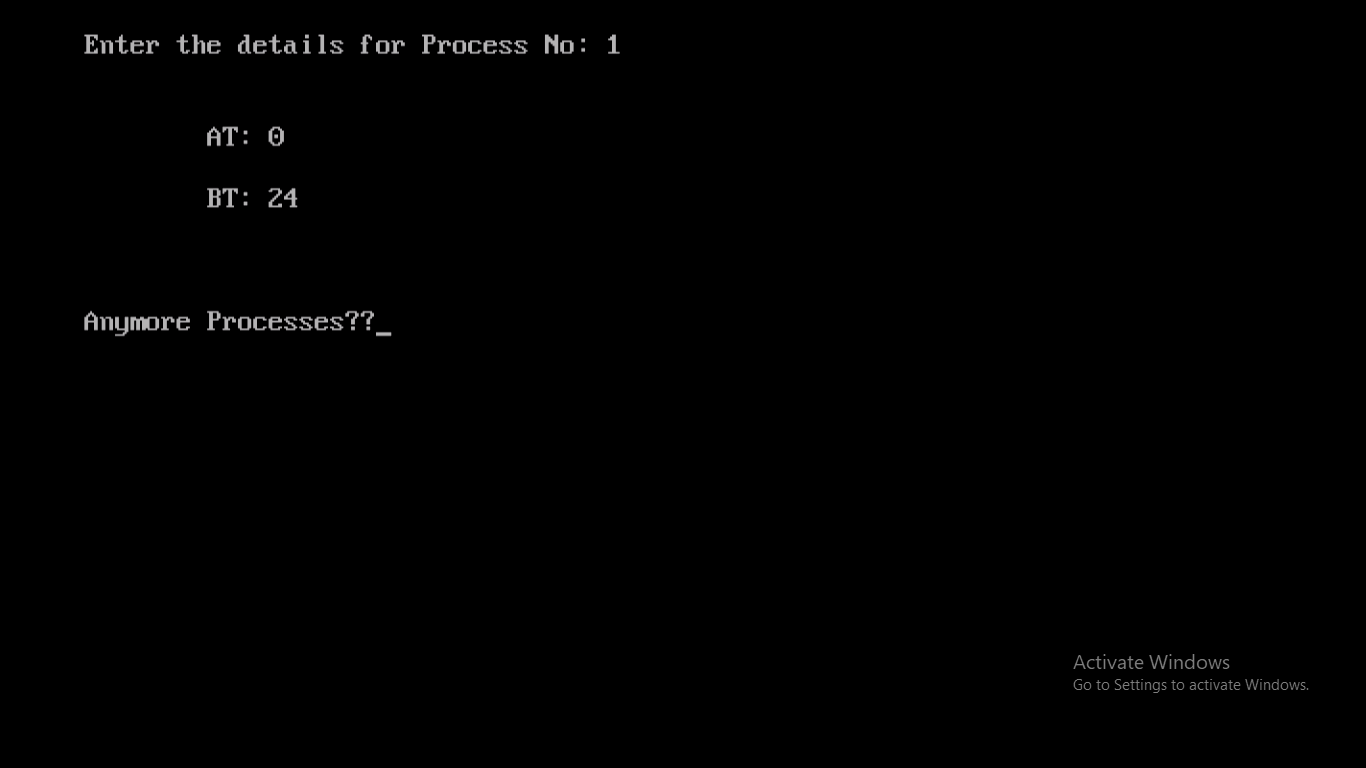 Enter the details for Process No: 1
AT: 0
BT: 24
Anymore Processes??_
Activate Windows
Go to Settings to activate Windows.